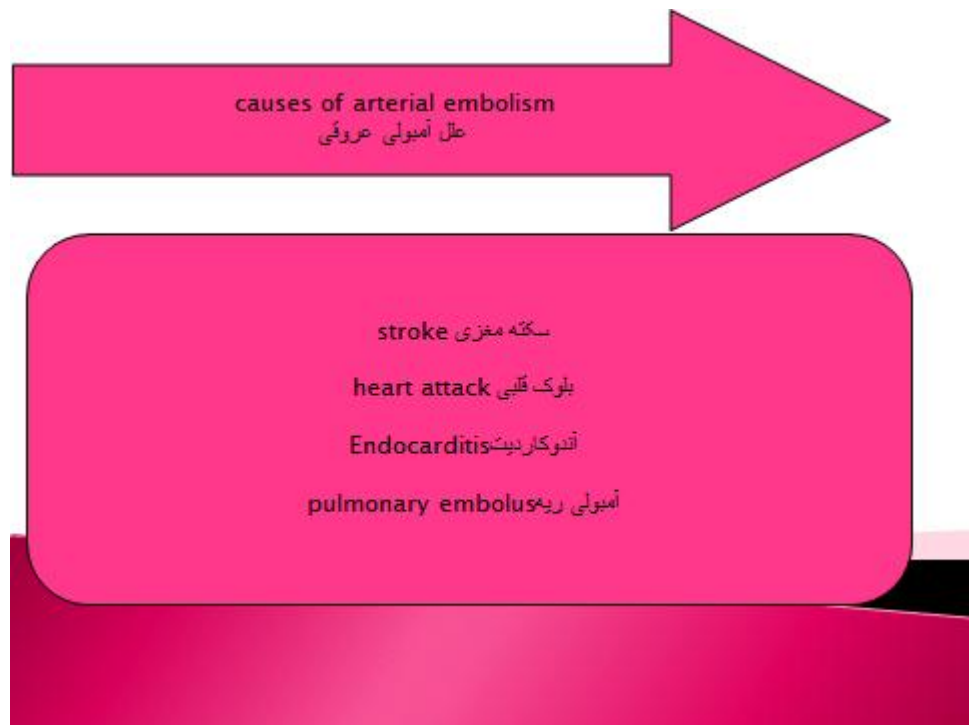 causes of arterial embolism
علل آمبولی عروقی
سکته مغزی stroke
بلوک قلبی heart attack
آندوکاردیتEndocarditis
آمبولی ریهpulmonary embolus